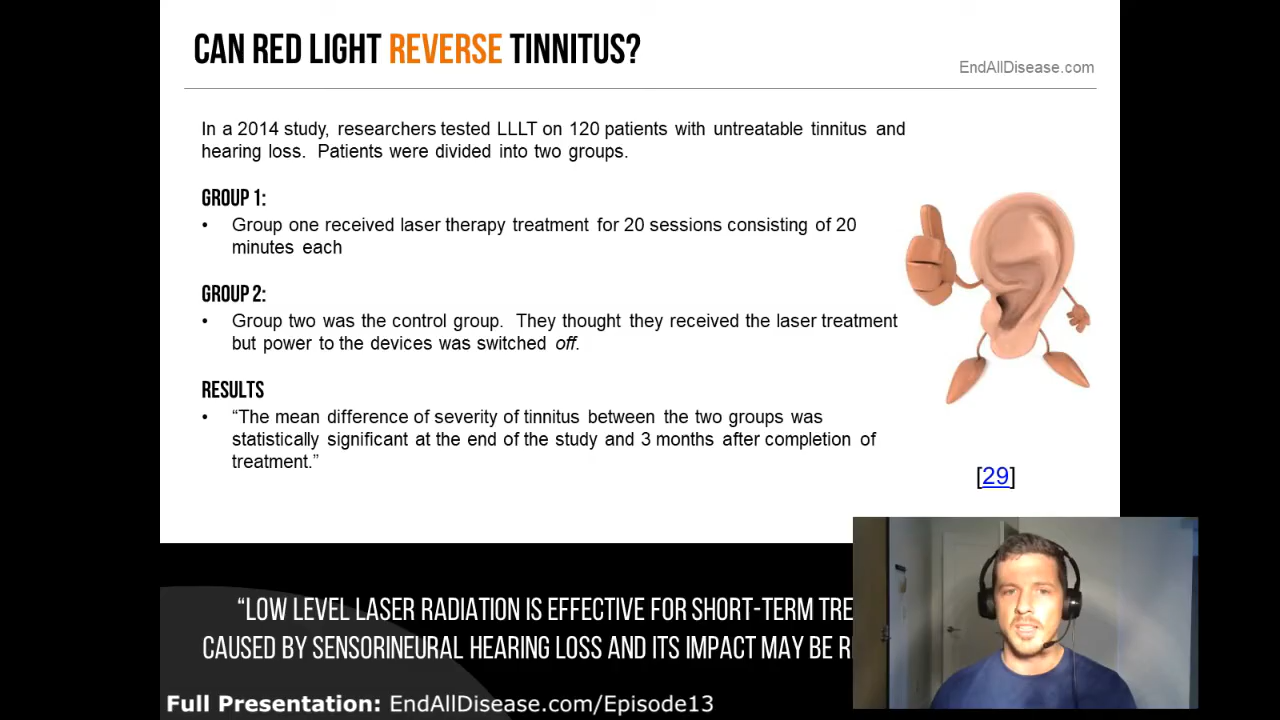 CAN RED LIGHT REVERSE TINNITUS?
EndAllDisease.com
In a 2014 study, researchers tested LLLT on 120 patients with untreatable tinnitus and
hearing loss. Patients were divided into two groups.
GROUP 1:
• Group one received laser therapy treatment for 20 sessions consisting of 20
minutes each
GROUP 2:
• Group two was the control group. They thought they received the laser treatment
but power to the devices was switched off.
RESULTS
• “The mean difference of severity of tinnitus between the two groups was
statistically significant at the end of the study and 3 months after completion of
treatment.”
[29]
“LOW LEVEL LASER RADIATION IS EFFECTIVE FOR SHORT-TERM TRE
CAUSED BY SENSORINEURAL HEARING LOSS AND ITS IMPACT MAY BE R
Full Presentation: EndAllDisease.com/Episode13